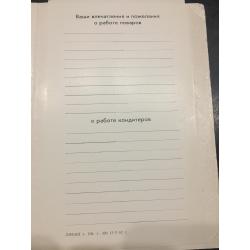 Ваши впечатления и пожелания
о работе поваров
о работе кондитеров